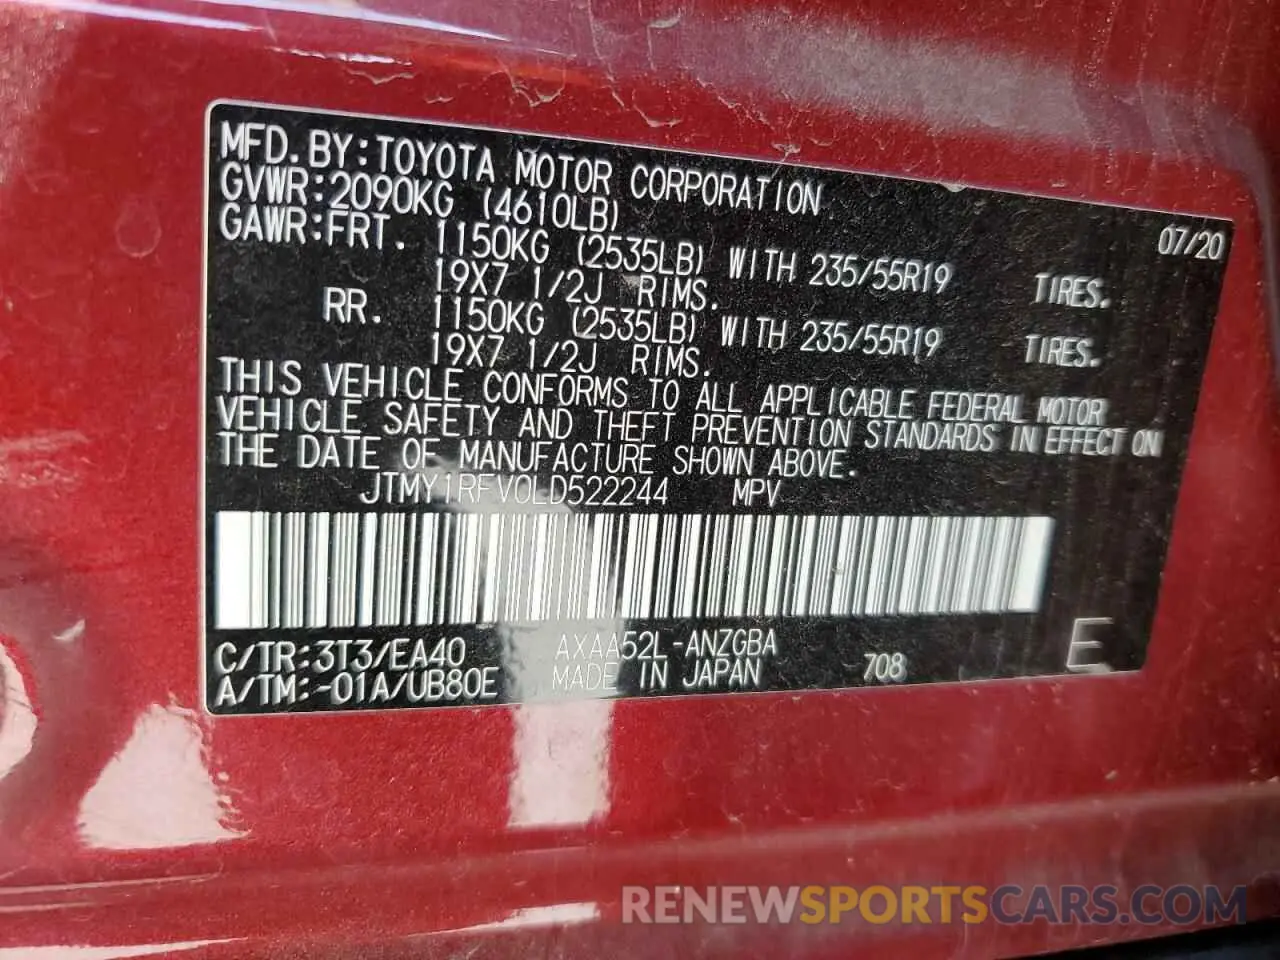 MFD. BY: TOYOTA MOTOR CORPORATION 07/20
GVWR: 2090KG (4610LB)
GAWR: FRT. 1150KG (2535LB) WITH 235/55R19 TIRES.
19X7 1/2J RIMS.
RR. 1150KG (2535LB) WITH 235/55R19 TIRES.
19X7 1/2J RIMS.
THIS VEHICLE CONFORMS TO ALL APPLICABLE FEDERAL MOTOR
VEHICLE SAFETY AND THEFT PREVENTION STANDARDS IN EFFECT ON
THE DATE OF MANUFACTURE SHOWN ABOVE.
JTMY1RFV0LD522244 MPV
C/TR: 3T3/EA40 AXAA52L-ANZGBA
A/TM: -01A/UB80E MADE IN JAPAN 708 E
RENEWSPORTSCARS.COM